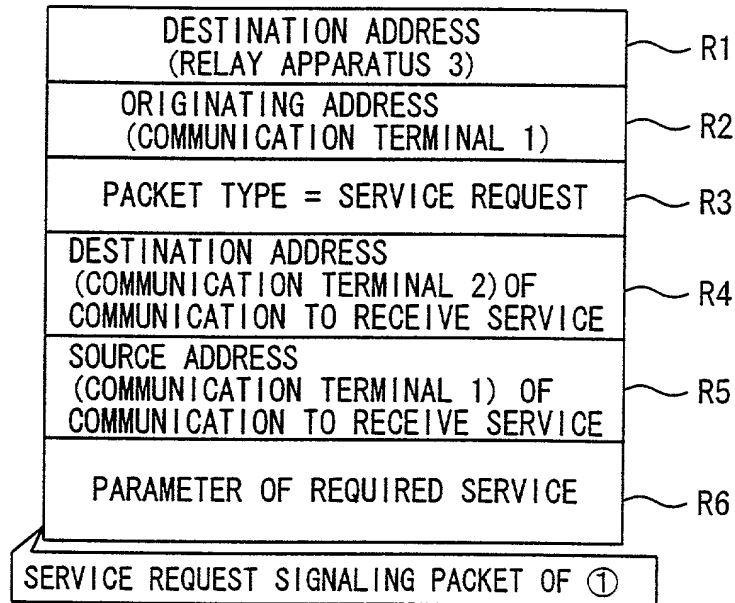 DESTINATION ADDRESS
(RELAY APPARATUS 3)
R1
ORIGINATING ADDRESS
(COMMUNICATION TERMINAL 1)
R2
PACKET TYPE = SERVICE REQUEST
R3
DESTINATION ADDRESS
(COMMUNICATION TERMINAL 2)OF
COMMUNICATION TO RECEIVE SERVICE
R4
SOURCE ADDRESS
(COMMUNICATION TERMINAL 1) OF
COMMUNICATION TO RECEIVE SERVICE
R5
PARAMETER OF REQUIRED SERVICE
R6
SERVICE REQUEST SIGNALING PACKET OF ①